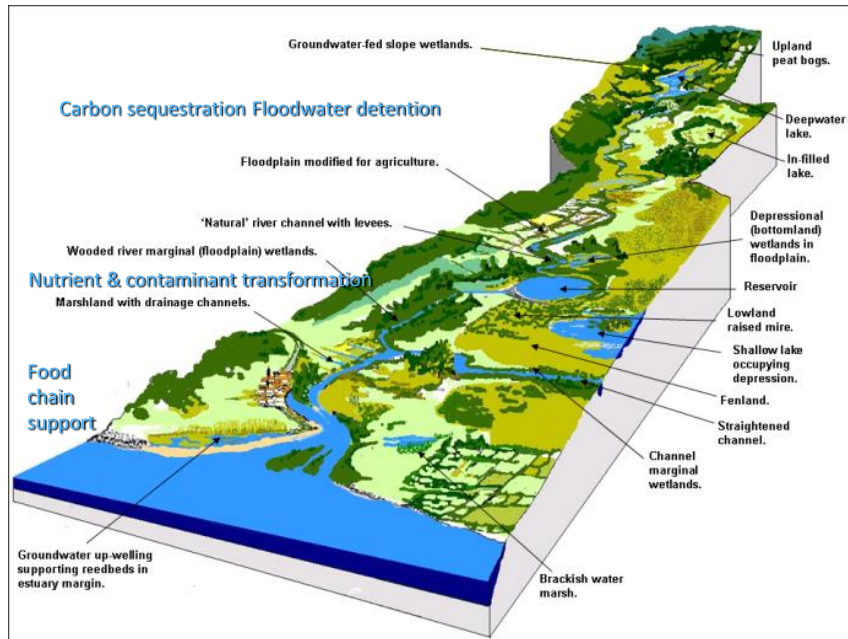 Groundwater-fed slope wetlands.
Upland
peat bogs.
Carbon sequestration Floodwater detention
Deepwater
lake.
Floodplain modified for agriculture.
In-filled
lake.
'Natural' river channel with levees.
Depressional
(bottomland)
wetlands in
floodplain.
Wooded river marginal (floodplain) wetlands.
Nutrient & contaminant transformation
Reservoir
Marshland with drainage channels.
Lowland
raised mire.
Shallow lake
occupying
depression.
Food
chain
support
Fenland.
Straightened
channel.
Channel
marginal
wetlands.
Groundwater up-welling
supporting reedbeds in
estuary margin.
Brackish water
marsh.